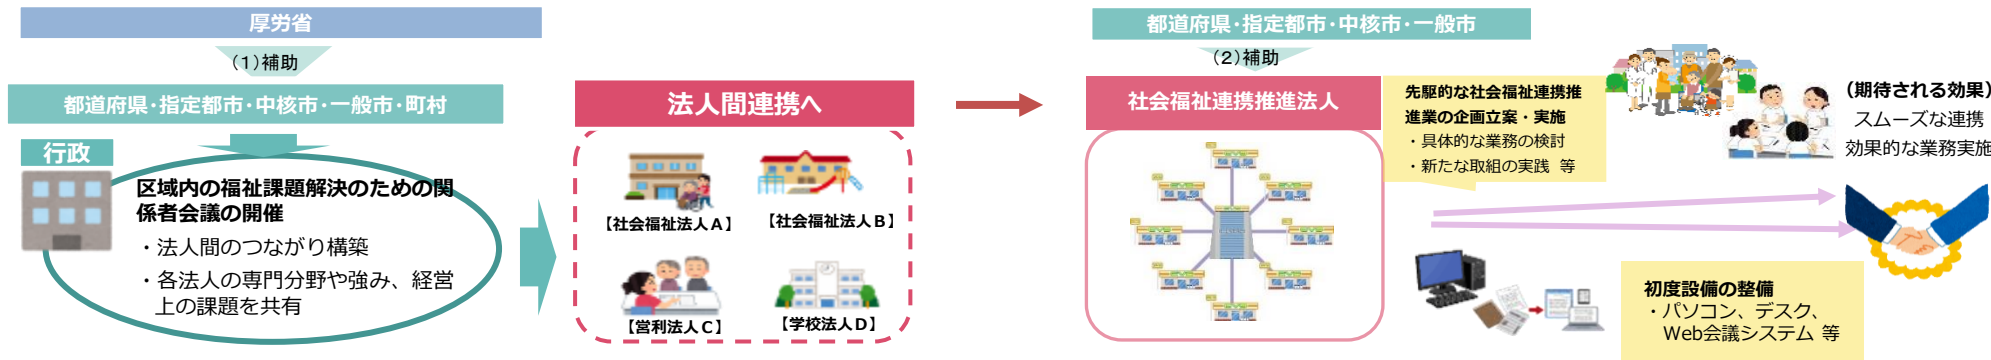 厚労省
（１）補助
都道府県・指定都市・中核市・一般市・町村
行政
区域内の福祉課題解決のための関
係者会議の開催
・法人間のつながり構築
・各法人の専門分野や強み、経営
上の課題を共有
法人間連携へ
【社会福祉法人Ａ】
【社会福祉法人Ｂ】
【営利法人Ｃ】
【学校法人Ｄ】
都道府県・指定都市・中核市・一般市
（２）補助
社会福祉連携推進法人
先駆的な社会福祉連携推
進業の企画立案・実施
・具体的な業務の検討
・新たな取組の実践 等
（期待される効果）
スムーズな連携
効果的な業務実施
初度設備の整備
・パソコン、デスク、
Web会議システム 等